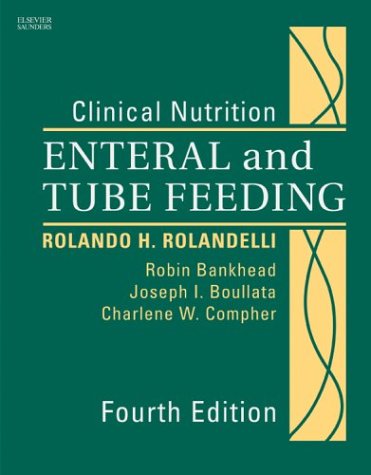 ELSEVIER
SAUNDERS
Clinical Nutrition
ENTERAL and
TUBE FEEDING
ROLANDO H. ROLANDELLI
Robin Bankhead
Joseph I. Boullata
Charlene W. Compher
Fourth Edition